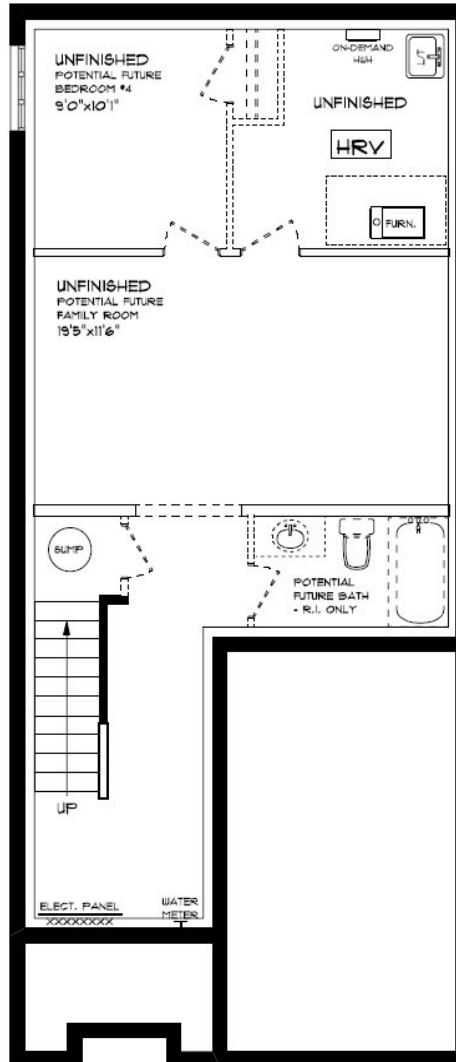 UNFINISHED
POTENTIAL FUTURE
BEDROOM #4
9'0"x10'1"
ON-DEMAND
H2H
L/T
UNFINISHED
HRV
FURN.
UNFINISHED
POTENTIAL FUTURE
FAMILY ROOM
19'5"x11'6"
SUMP
POTENTIAL
FUTURE BATH
- R.I. ONLY
UP
ELECT. PANEL
WATER
METER